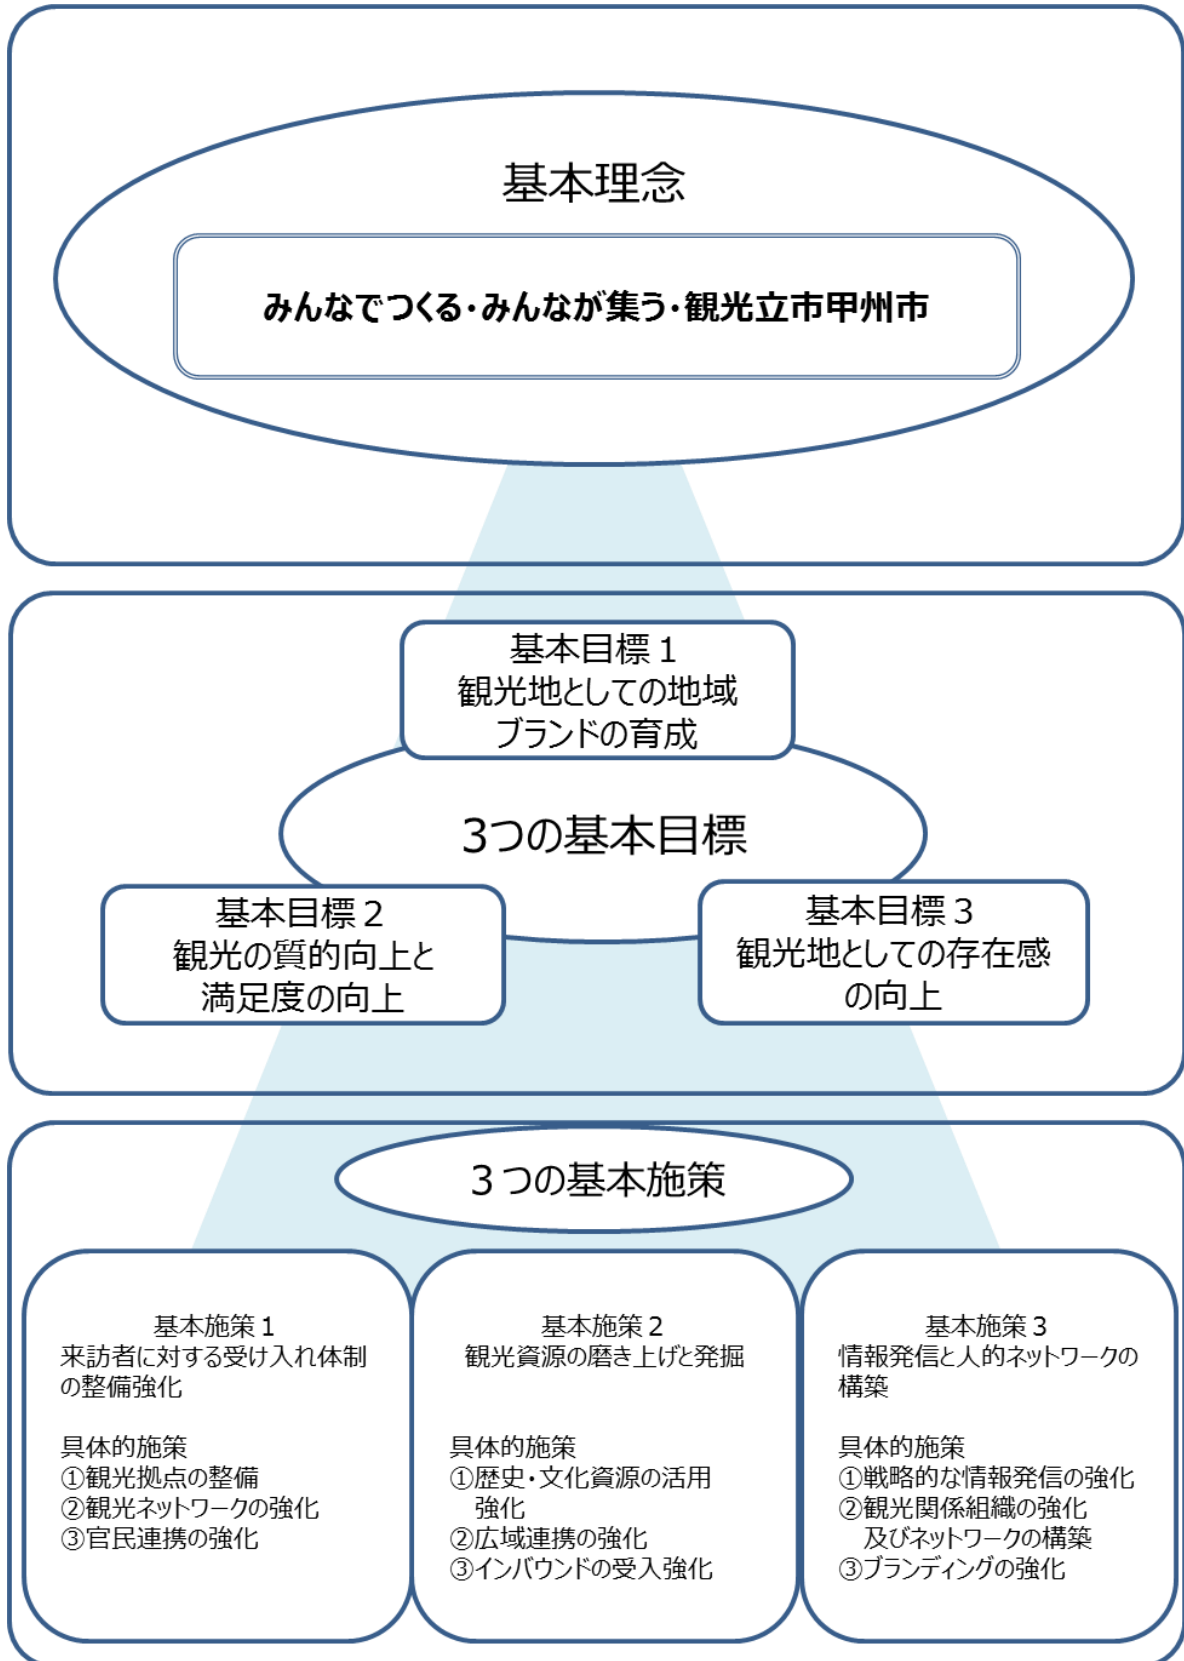 基本理念
みんなでつくる・みんなが集う・観光立市甲州市
基本目標１
観光地としての地域
ブランドの育成
3つの基本目標
基本目標２
観光の質的向上と
満足度の向上
基本目標３
観光地としての存在感
の向上
３つの基本施策
基本施策１
来訪者に対する受け入れ体制
の整備強化
具体的施策
①観光拠点の整備
②観光ネットワークの強化
③官民連携の強化
基本施策２
観光資源の磨き上げと発掘
具体的施策
①歴史・文化資源の活用
強化
②広域連携の強化
③インバウンドの受入強化
基本施策３
情報発信と人的ネットワークの
構築
具体的施策
①戦略的な情報発信の強化
②観光関係組織の強化
及びネットワークの構築
③ブランディングの強化